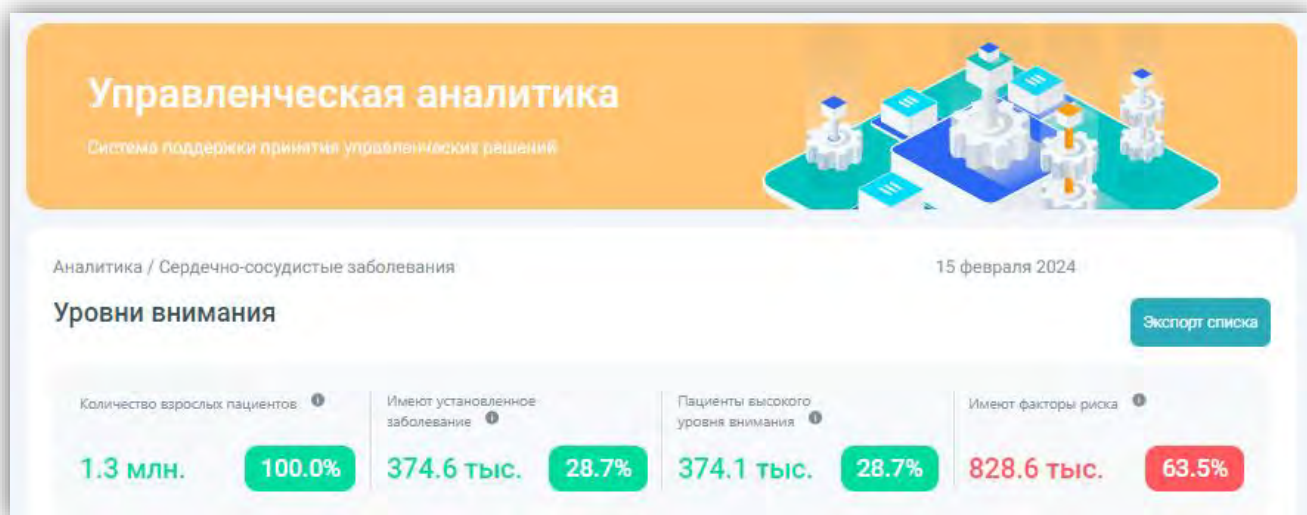 Управленческая аналитика
Система поддержки принятия управленческих решений
Аналитика / Сердечно-сосудистые заболевания
15 февраля 2024
Уровни внимания
Экспорт списка
Количество взрослых пациентов
1.3 млн.
100.0%
Имеют установленное
заболевание
374.6 тыс.
28.7%
Пациенты высокого
уровня внимания
374.1 тыс.
28.7%
Имеют факторы риска
828.6 тыс.
63.5%